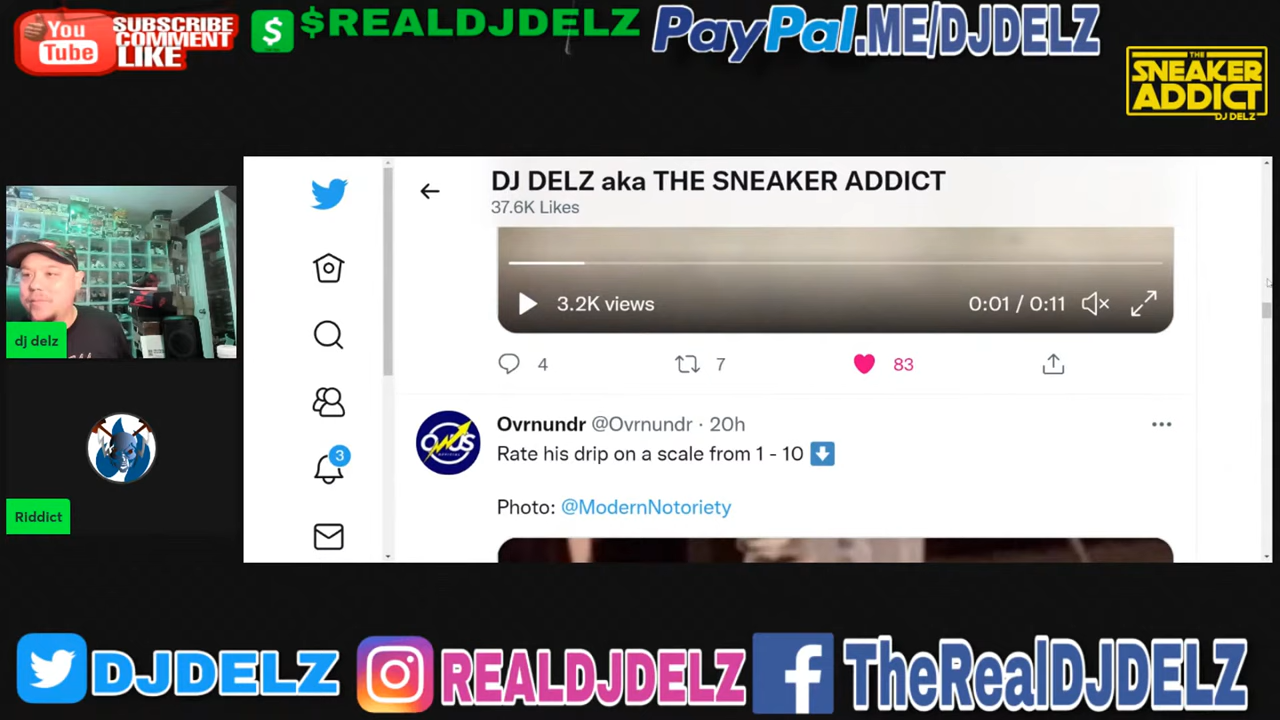 You
Tube
SUBSCRIBE
COMMENT
LIKE
$ $REALDJDELZ
PayPal.ME/DJDELZ
THE
SNEAKER
ADDICT
DJ DELZ
DJ DELZ aka THE SNEAKER ADDICT
37.6K Likes
3.2K views 0:01 / 0:11
4 7 83
Ovrnundr @Ovrnundr · 20h
Rate his drip on a scale from 1 - 10
Photo: @ModernNotoriety
3
dj delz
Riddict
DJDELZ
REALDJDELZ
f TheRealDJDELZ